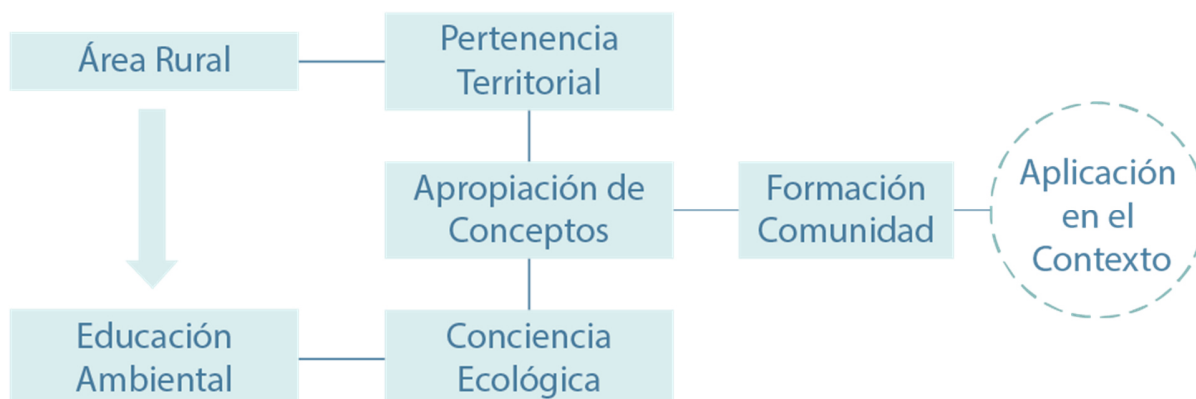 Área Rural
Pertenencia
Territorial
Apropiación de
Conceptos
Formación
Comunidad
Aplicación
en el
Contexto
Educación
Ambiental
Conciencia
Ecológica